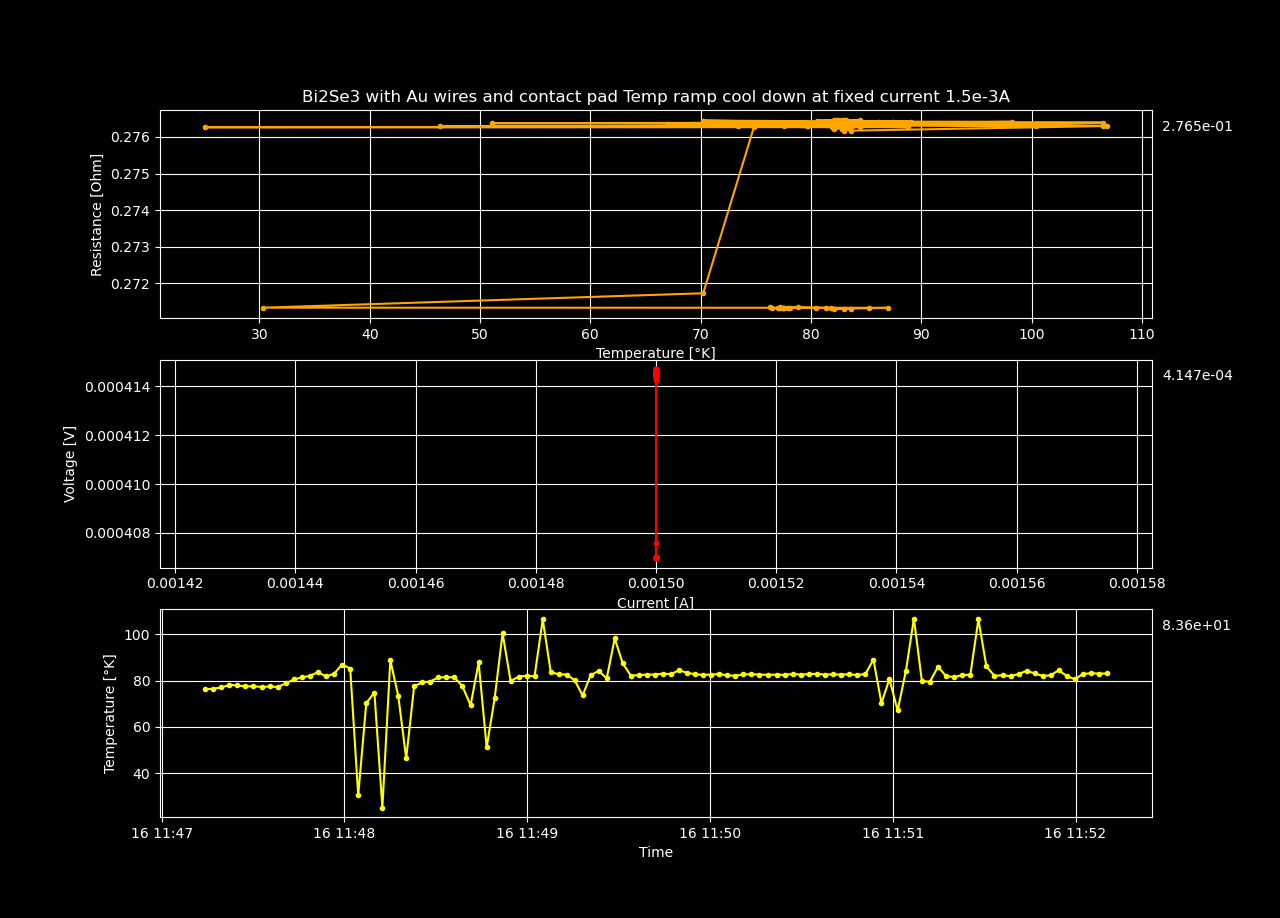 Bi2Se3 with Au wires and contact pad Temp ramp cool down at fixed current 1.5e-3A
2.765e-01
0.276
0.275
0.274
0.273
0.272
Resistance [Ohm]
30 40 50 60 70 80 90 100 110
Temperature [°K]
4.147e-04
0.000414
0.000412
0.000410
0.000408
Voltage [V]
0.00142 0.00144 0.00146 0.00148 0.00150 0.00152 0.00154 0.00156 0.00158
Current [A]
8.36e+01
100
80
60
40
Temperature [°K]
16 11:47 16 11:48 16 11:49 16 11:50 16 11:51 16 11:52
Time